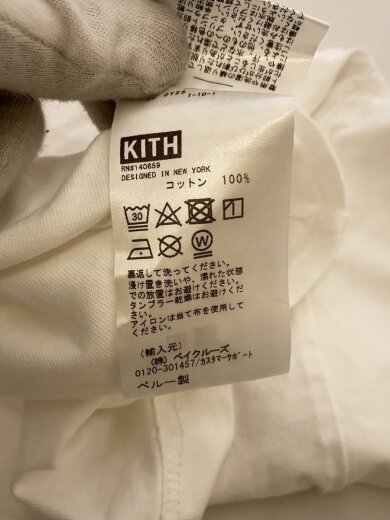 KITH
RN#140659
DESIGNED IN NEW YORK
コットン 100%
30
裏返して洗ってください。
浸け置き洗いや、濡れた状態
での放置はお避けください。
タンブラー乾燥はお避けくだ
さい。
アイロンは当て布を使用して
ください。
(輸入元)
(株) ベイクルーズ
0120-301457/カスタマーサポート
ペルー製